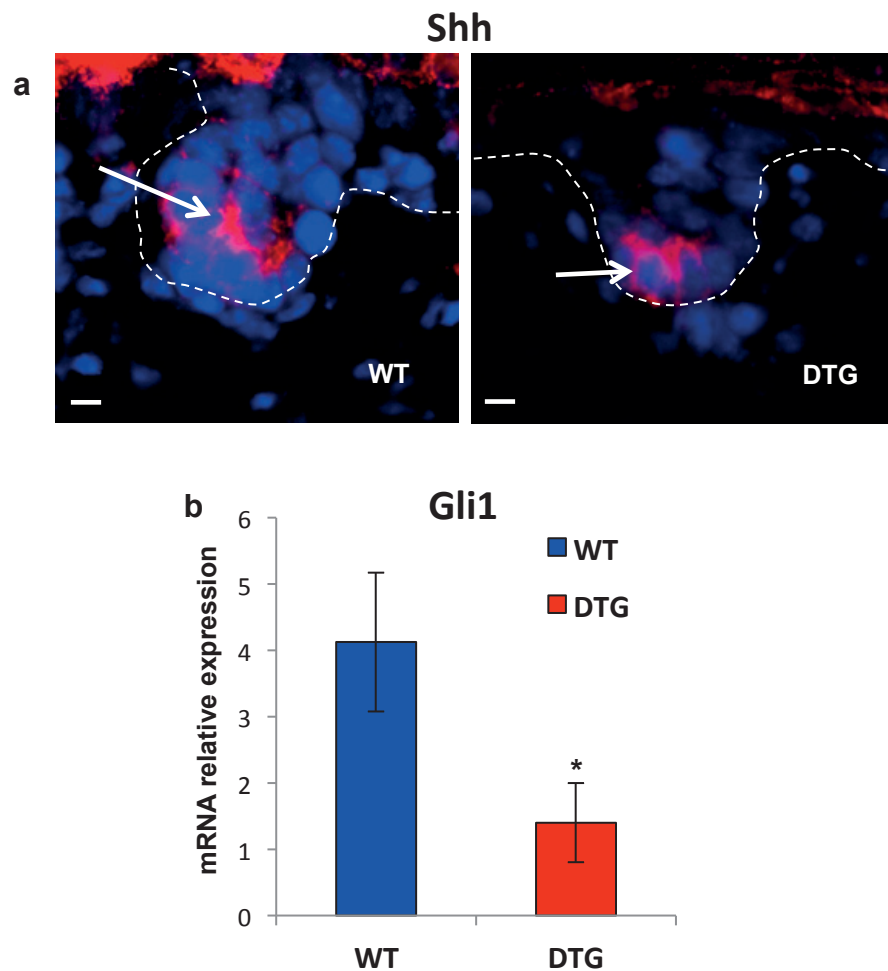 Shh
a
WT
DTG
b
Gli1
mRNA relative expression
6
5
4
3
2
1
0
WT
DTG
*
WT
DTG